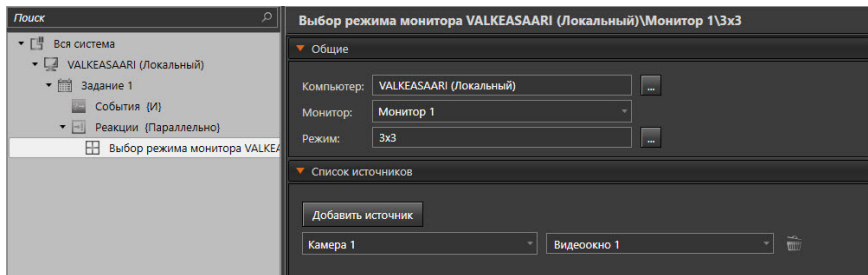 Поиск
Вся система
VALKEASAARI (Локальный)
Задание 1
События {И}
Реакции {Параллельно}
Выбор режима монитора VALKEA
Выбор режима монитора VALKEASAARI (Локальный)\Монитор 1\3x3
Общие
Компьютер: VALKEASAARI (Локальный) ...
Монитор: Монитор 1
Режим: 3x3 ...
Список источников
Добавить источник
Камера 1 Видеоокно 1